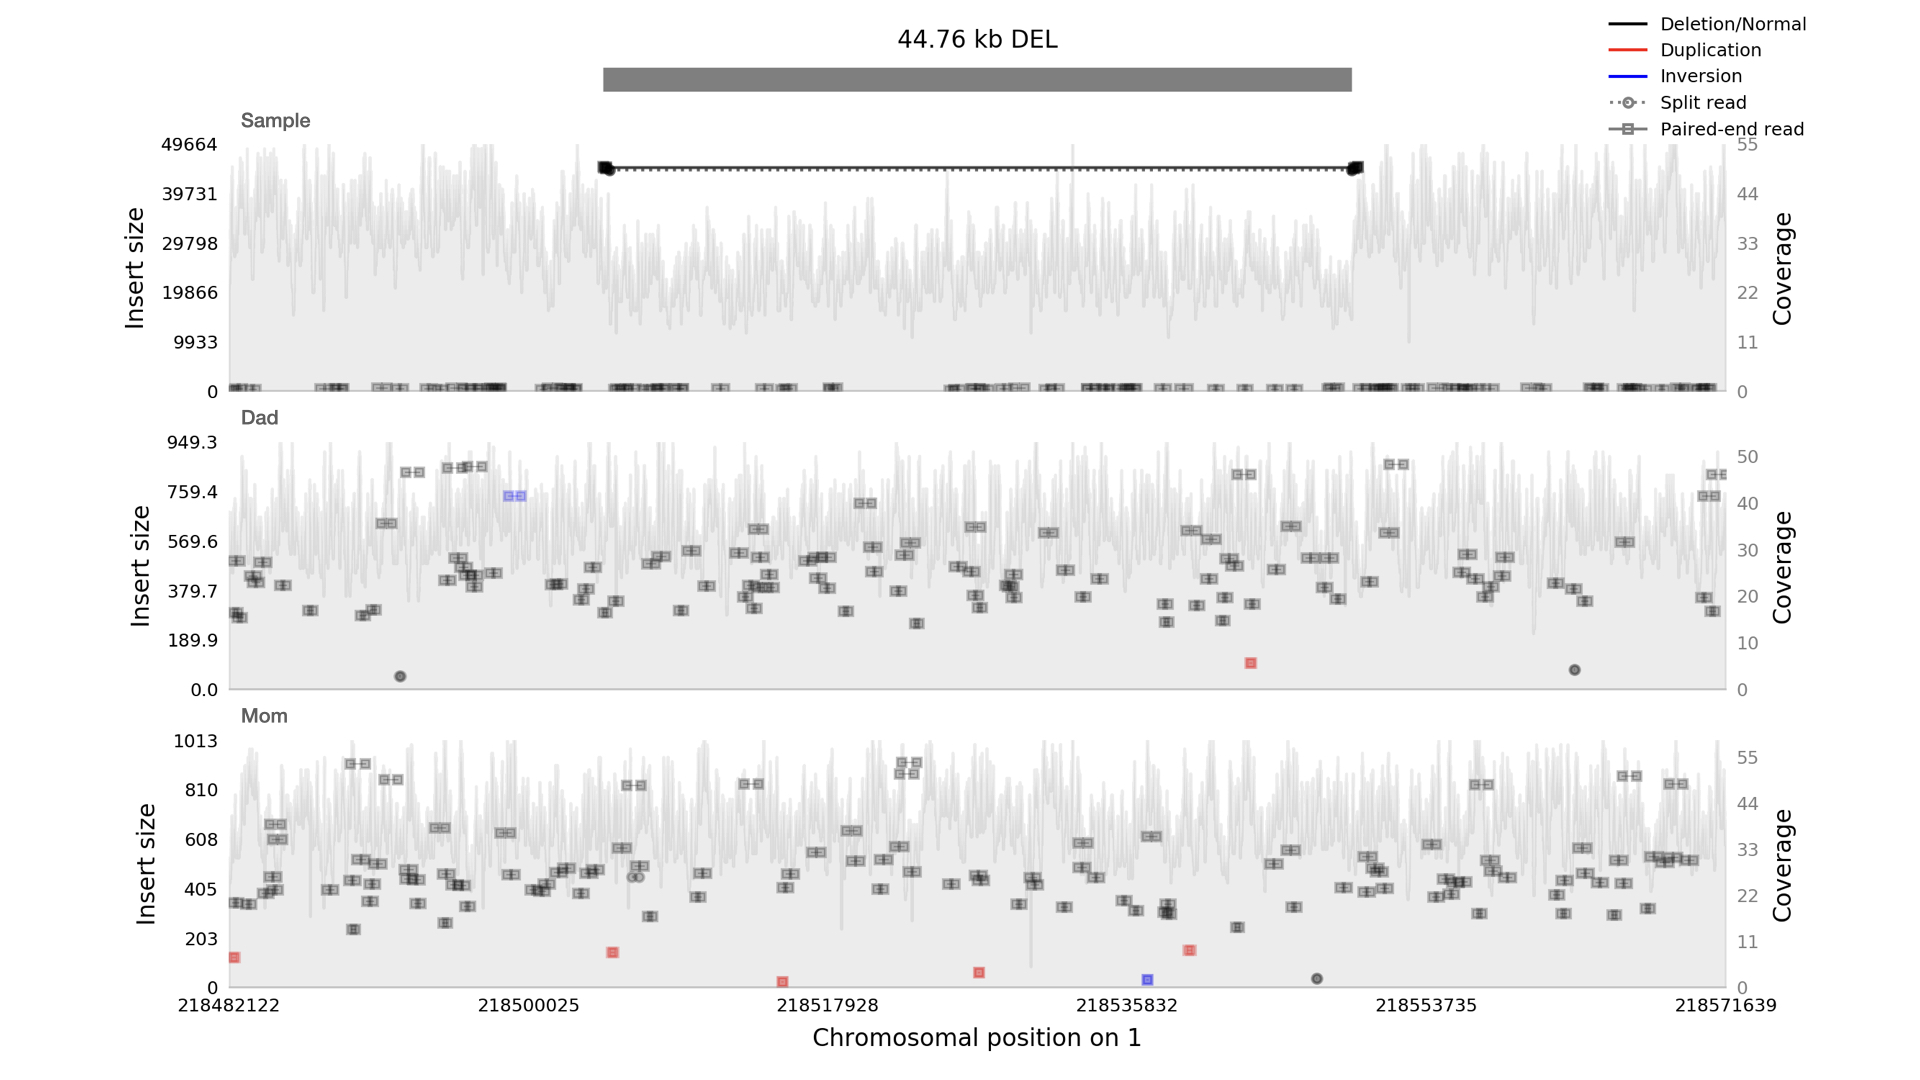 44.76 kb DEL
Deletion/Normal
Duplication
Inversion
Split read
Paired-end read
Sample
49664
39731
29798
19866
9933
0
Insert size
55
44
33
22
11
0
Coverage
Dad
949.3
759.4
569.6
379.7
189.9
0.0
Insert size
50
40
30
20
10
0
Coverage
Mom
1013
810
608
405
203
0
Insert size
55
44
33
22
11
0
Coverage
218482122 218500025 218517928 218535832 218553735 218571639
Chromosomal position on 1